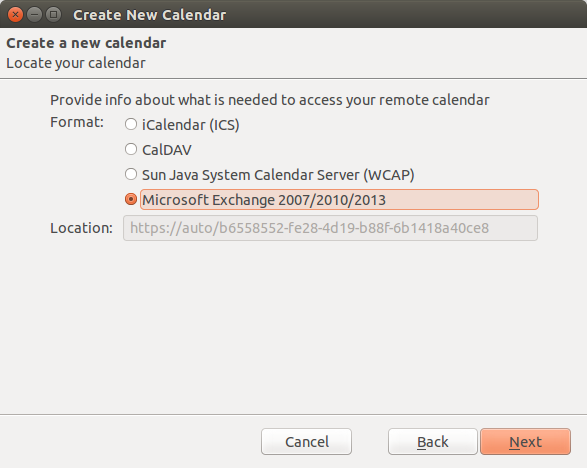 Create New Calendar
Create a new calendar
Locate your calendar
Provide info about what is needed to access your remote calendar
Format:
iCalendar (ICS)
CalDAV
Sun Java System Calendar Server (WCAP)
Microsoft Exchange 2007/2010/2013
Location: https://auto/b6558552-fe28-4d19-b88f-6b1418a40ce8
Cancel Back Next